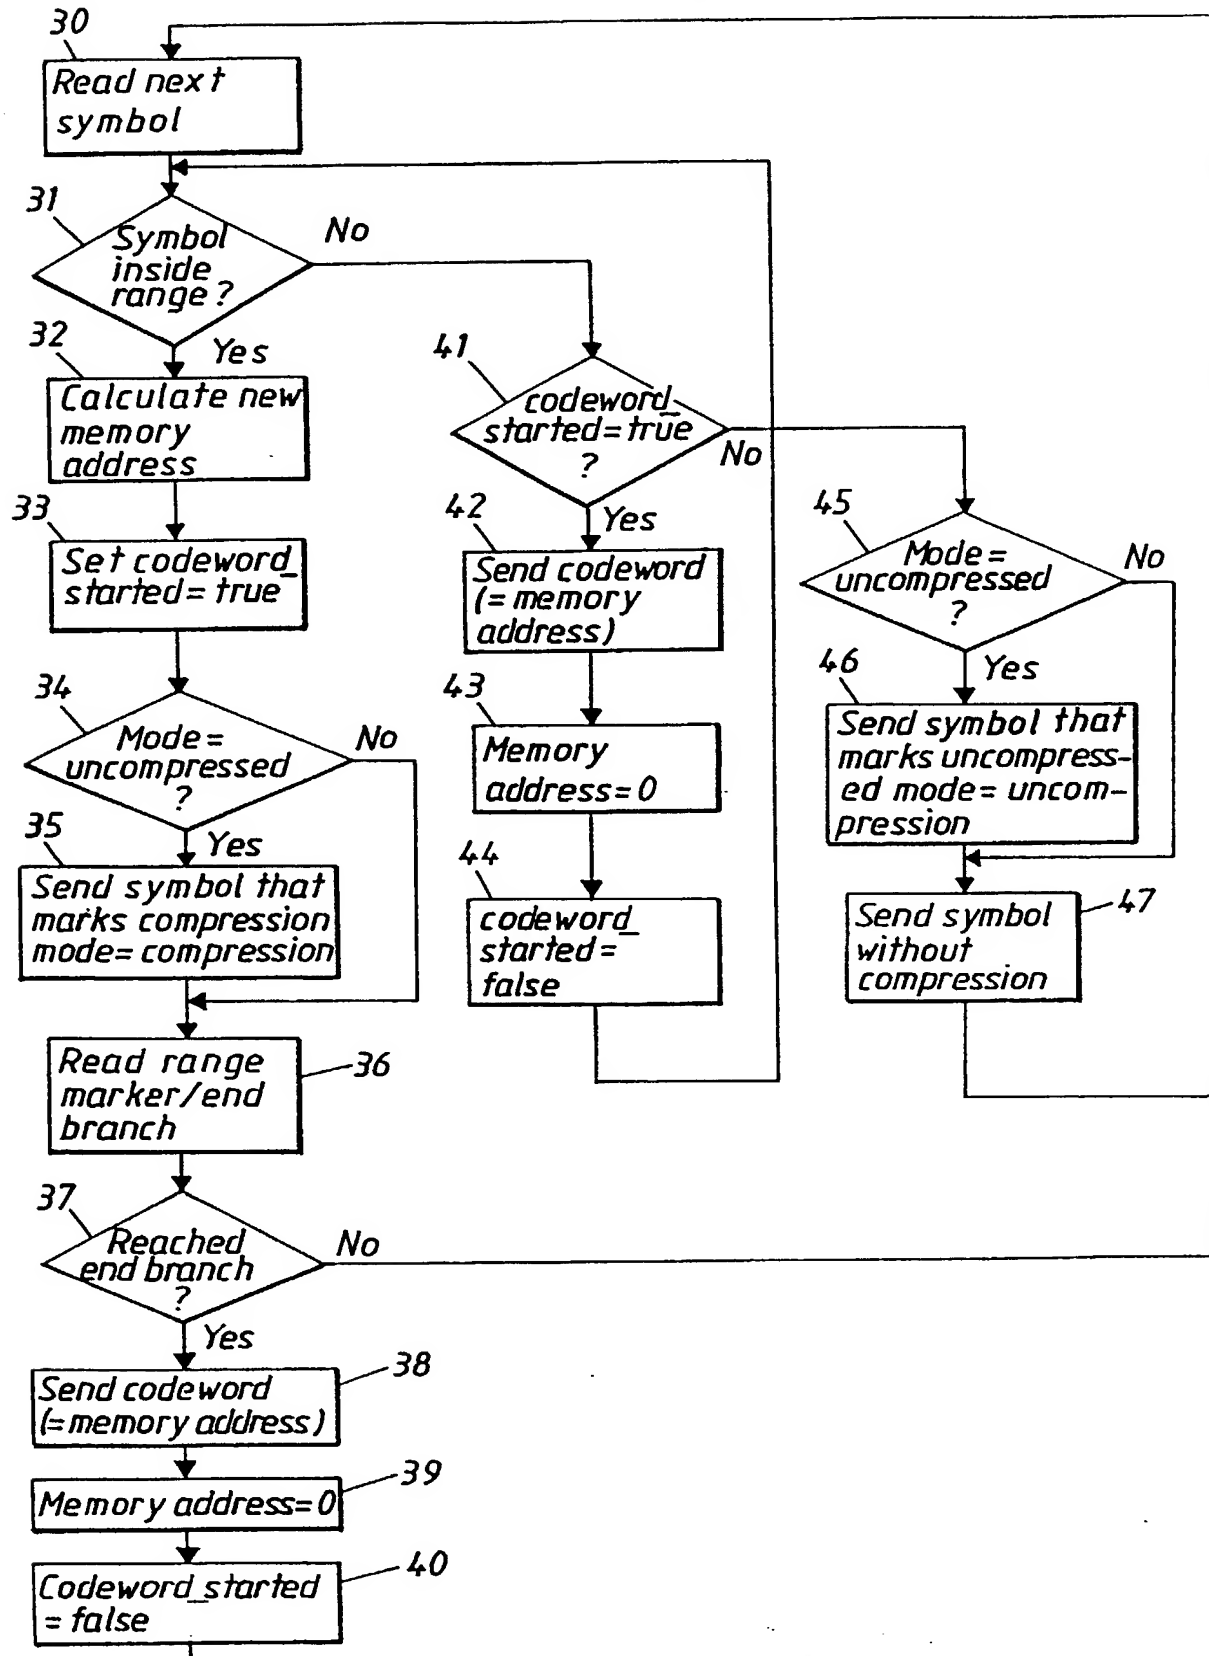 30
Read next
symbol
31
Symbol
inside
range?
No
Yes
32
Calculate new
memory
address
33
Set codeword_
started=true
34
Mode=
uncompressed
?
No
Yes
35
Send symbol that
marks compression
mode=compression
Read range
marker/end
branch
36
37
Reached
end branch
?
No
Yes
Send codeword
(=memory address)
38
Memory address=0
39
Codeword_started
=false
40
41
codeword_
started=true
?
No
Yes
42
Send codeword
(=memory
address)
43
Memory
address=0
44
codeword_
started=
false
45
Mode=
uncompressed
?
No
Yes
46
Send symbol that
marks uncompress-
ed mode=uncom-
pression
Send symbol
without
compression
47